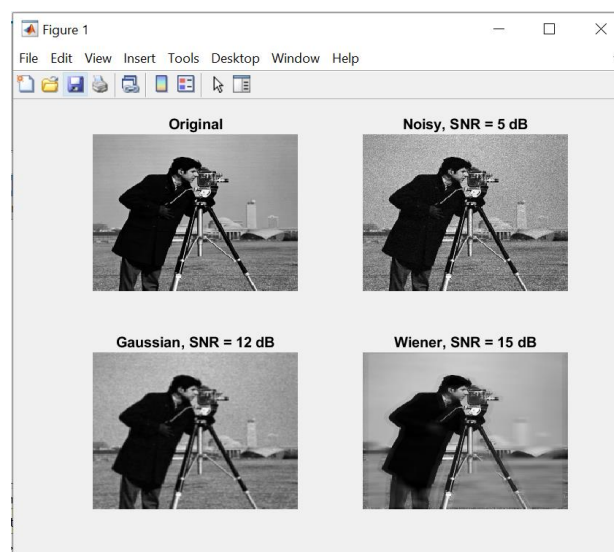 Figure 1
File Edit View Insert Tools Desktop Window Help
Original
Noisy, SNR = 5 dB
Gaussian, SNR = 12 dB
Wiener, SNR = 15 dB